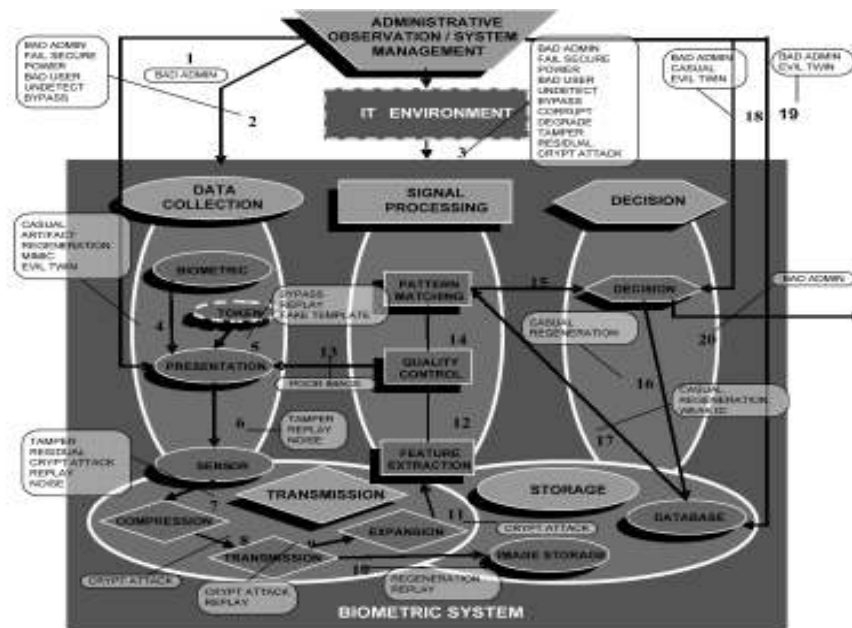 ADMINISTRATIVE
OBSERVATION / SYSTEM
MANAGEMENT
BAD ADMIN
FAIL SECURE
POWER
BAD USER
UNDETECT
BYPASS
1
BAD ADMIN
2
IT ENVIRONMENT
3
BAD ADMIN
FAIL SECURE
POWER
BAD USER
UNDETECT
BYPASS
CORRUPT
DEGRADE
TAMPER
RESIDUAL
CRYPT ATTACK
BAD ADMIN
CASUAL
EVIL TWIN
18
BAD ADMIN
EVIL TWIN
19
DATA
COLLECTION
SIGNAL
PROCESSING
DECISION
CASUAL
ARTIFACT
REGENERATION
MIMIC
EVIL TWIN
BIOMETRIC
TOKEN
BYPASS
REPLAY
FAKE TEMPLATE
4
5
PRESENTATION
PATTERN
MATCHING
15
DECISION
BAD ADMIN
20
14
13
POOR IMAGE
QUALITY
CONTROL
CASUAL
REGENERATION
16
CASUAL
REGENERATION
WEAK ID
17
12
6
TAMPER
REPLAY
NOISE
TAMPER
RESIDUAL
CRYPT ATTACK
REPLAY
NOISE
SENSOR
FEATURE
EXTRACTION
7
TRANSMISSION
STORAGE
COMPRESSION
EXPANSION
11
CRYPT ATTACK
DATABASE
8
9
TRANSMISSION
10
IMAGE STORAGE
CRYPT ATTACK
CRYPT ATTACK
REPLAY
REGENERATION
REPLAY
BIOMETRIC SYSTEM